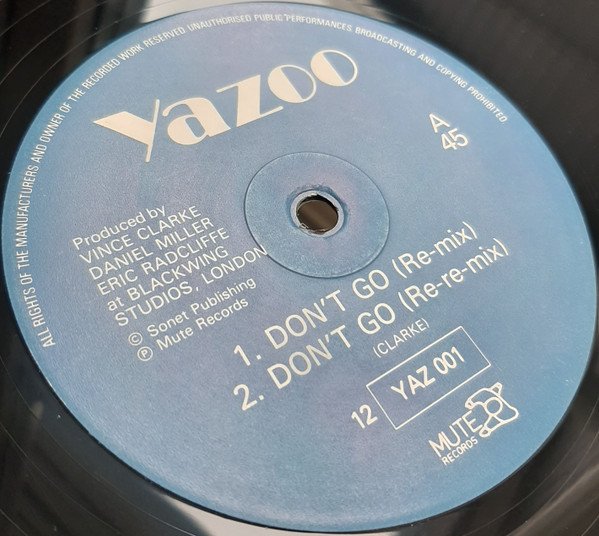 ALL RIGHTS OF THE MANUFACTURERS AND OWNER OF THE RECORDED WORK RESERVED. UNAUTHORISED PUBLIC PERFORMANCES, BROADCASTING AND COPYING PROHIBITED
yazoo
A
45
Produced by
VINCE CLARKE
DANIEL MILLER
ERIC RADCLIFFE
at BLACKWING
STUDIOS, LONDON
© Sonet Publishing
℗ Mute Records
1. DON'T GO (Re-mix)
2. DON'T GO (Re-re-mix)
(CLARKE)
12 YAZ 001
MUTE
RECORDS